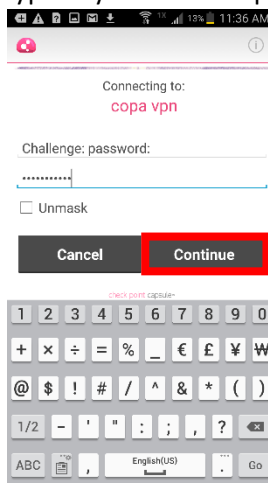 1X 13% 11:36 AM
Connecting to:
copa vpn
Challenge: password:
•••••••••••
Unmask
Cancel Continue
check point capsule
1 2 3 4 5 6 7 8 9 0
+ × ÷ = % _ € £ ¥ ₩
@ $ ! # / ^ & * ( )
1/2 - ' " : ; , ? 
ABC , English(US) . Go